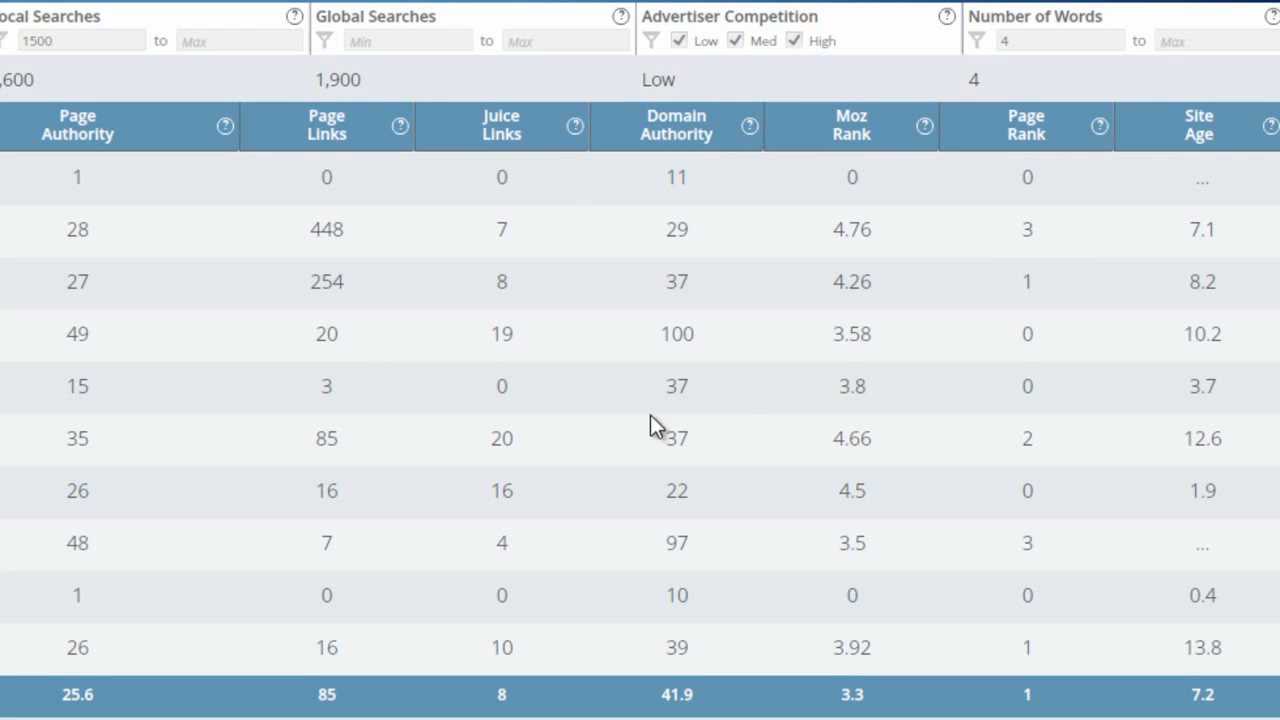 ocal Searches ? Global Searches ? Advertiser Competition ? Number of Words ?
1500 to Max Min to Max Low Med High 4 to Max
,600 1,900 Low 4
Page Authority ? Page Links ? Juice Links ? Domain Authority ? Moz Rank ? Page Rank ? Site Age ?
1 0 0 11 0 0 ...
28 448 7 29 4.76 3 7.1
27 254 8 37 4.26 1 8.2
49 20 19 100 3.58 0 10.2
15 3 0 37 3.8 0 3.7
35 85 20 37 4.66 2 12.6
26 16 16 22 4.5 0 1.9
48 7 4 97 3.5 3 ...
1 0 0 10 0 0 0.4
26 16 10 39 3.92 1 13.8
25.6 85 8 41.9 3.3 1 7.2